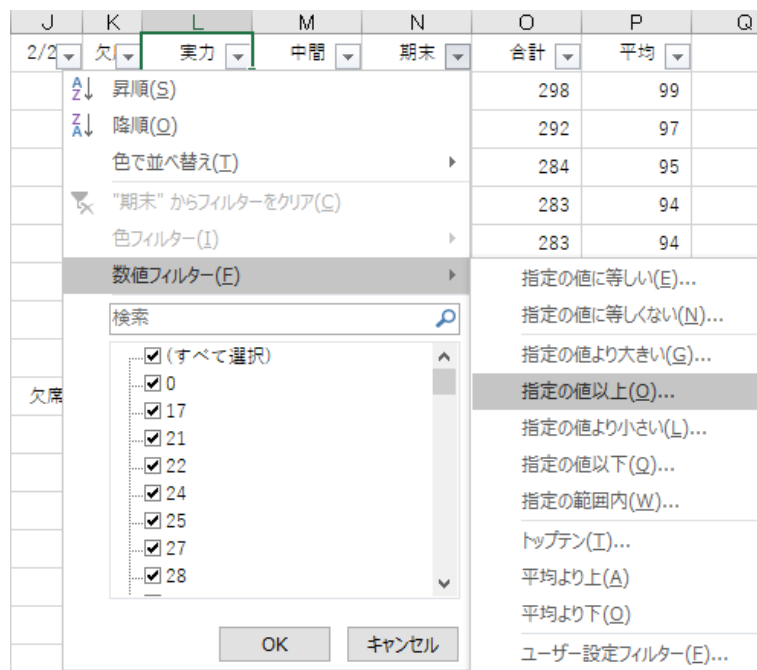 J K L M N O P Q
2/2 欠 実力 中間 期末 合計 平均
昇順(S) 298 99
降順(O) 292 97
色で並べ替え(T) 284 95
"期末" からフィルターをクリア(C) 283 94
色フィルター(I) 283 94
数値フィルター(F)
検索
(すべて選択)
0
17
21
22
24
25
27
28
欠席
OK キャンセル
指定の値に等しい(E)...
指定の値に等しくない(N)...
指定の値より大きい(G)...
指定の値以上(O)...
指定の値より小さい(L)...
指定の値以下(Q)...
指定の範囲内(W)...
トップテン(T)...
平均より上(A)
平均より下(O)
ユーザー設定フィルター(F)...